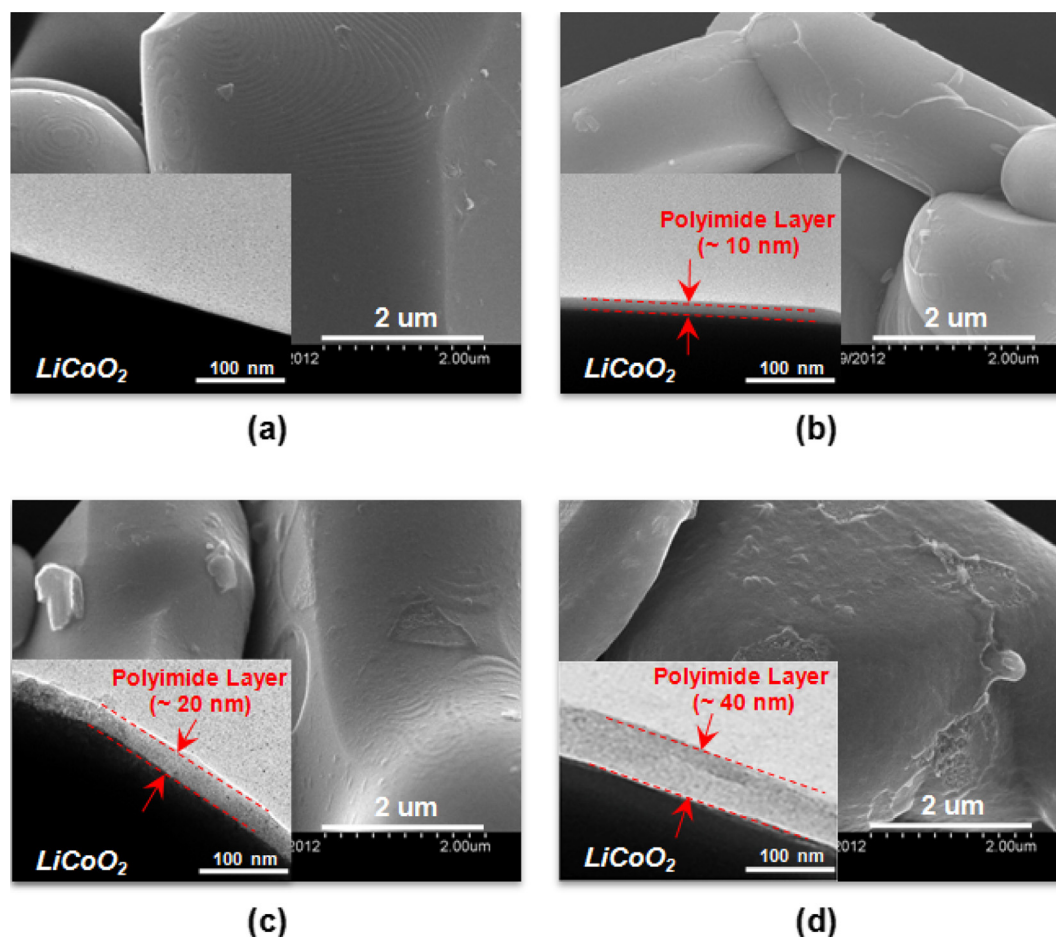 2 um
LiCoO2
100 nm
2012
2.00um
(a)
Polyimide Layer
(~ 10 nm)
2 um
LiCoO2
100 nm
9/2012
2.00um
(b)
Polyimide Layer
(~ 20 nm)
2 um
LiCoO2
100 nm
2012
2.00um
(c)
Polyimide Layer
(~ 40 nm)
2 um
LiCoO2
100 nm
2012
2.00um
(d)